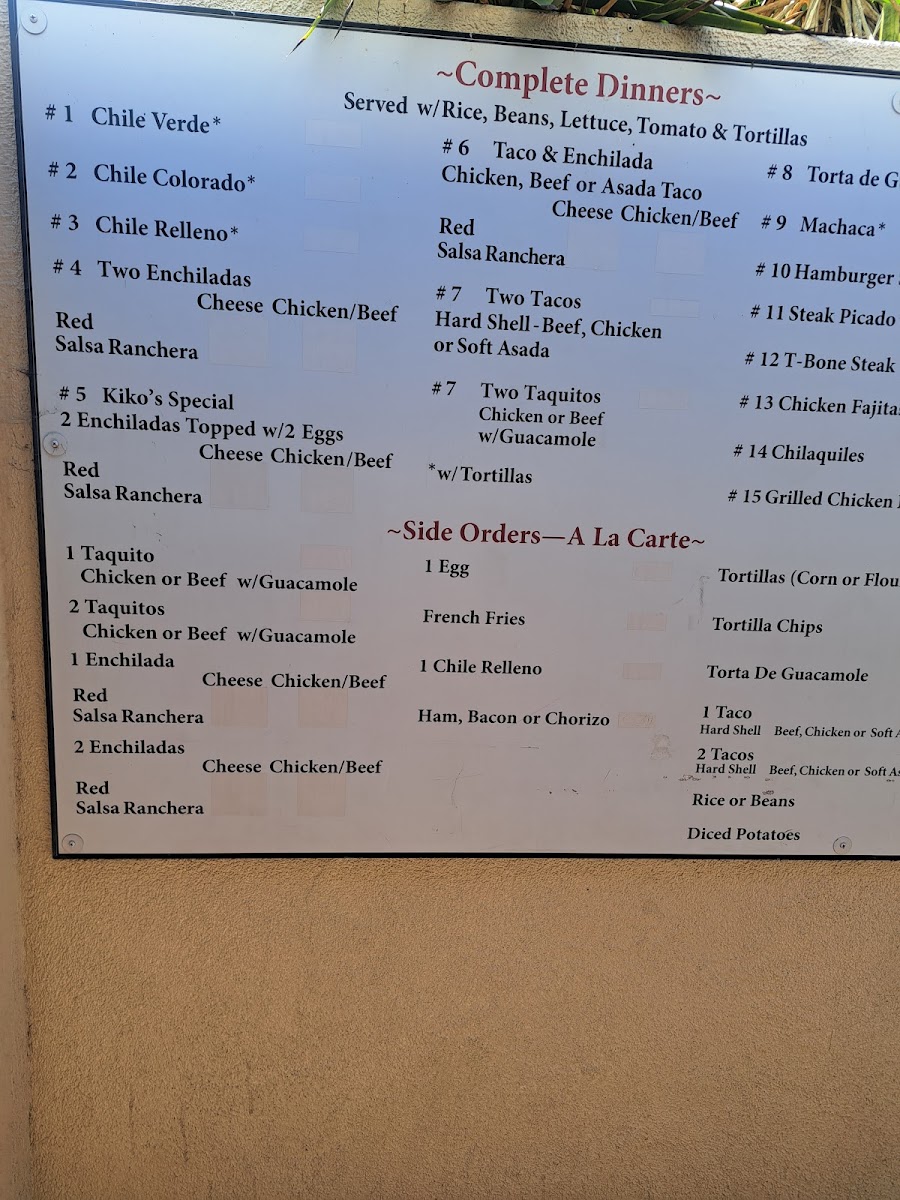 ~Complete Dinners~
Served w/Rice, Beans, Lettuce, Tomato & Tortillas
# 1 Chile Verde*
# 2 Chile Colorado*
# 3 Chile Relleno*
# 4 Two Enchiladas
Cheese Chicken/Beef
Red
Salsa Ranchera
# 5 Kiko's Special
2 Enchiladas Topped w/2 Eggs
Cheese Chicken/Beef
Red
Salsa Ranchera
# 6 Taco & Enchilada
Chicken, Beef or Asada Taco
Cheese Chicken/Beef
Red
Salsa Ranchera
# 7 Two Tacos
Hard Shell-Beef, Chicken
or Soft Asada
# 7 Two Taquitos
Chicken or Beef
w/Guacamole
*w/Tortillas
# 8 Torta de
# 9 Machaca*
# 10 Hamburger
# 11 Steak Picado
# 12 T-Bone Steak
# 13 Chicken Fajitas
# 14 Chilaquiles
# 15 Grilled Chicken
~Side Orders—A La Carte~
1 Taquito
Chicken or Beef w/Guacamole
2 Taquitos
Chicken or Beef w/Guacamole
1 Enchilada
Cheese Chicken/Beef
Red
Salsa Ranchera
2 Enchiladas
Cheese Chicken/Beef
Red
Salsa Ranchera
1 Egg
French Fries
1 Chile Relleno
Ham, Bacon or Chorizo
Tortillas (Corn or Flou
Tortilla Chips
Torta De Guacamole
1 Taco
Hard Shell Beef, Chicken or Soft
2 Tacos
Hard Shell Beef, Chicken or Soft As
Rice or Beans
Diced Potatoes